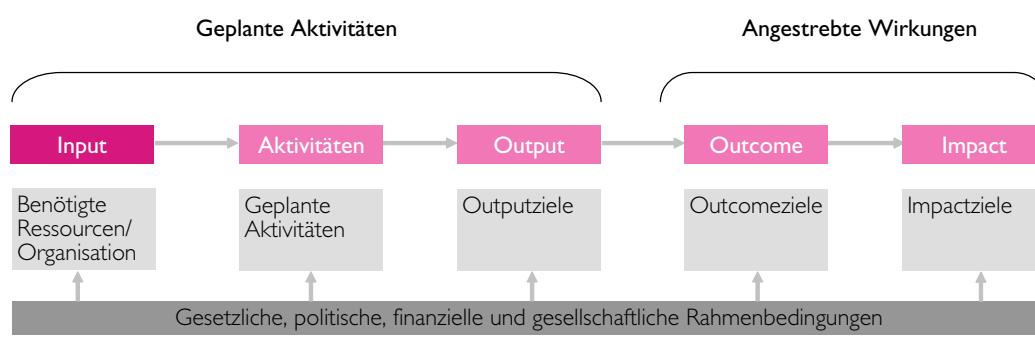 Geplante Aktivitäten
Angestrebte Wirkungen
Input
Aktivitäten
Output
Outcome
Impact
Benötigte
Ressourcen/
Organisation
Geplante
Aktivitäten
Outputziele
Outcomeziele
Impactziele
Gesetzliche, politische, finanzielle und gesellschaftliche Rahmenbedingungen